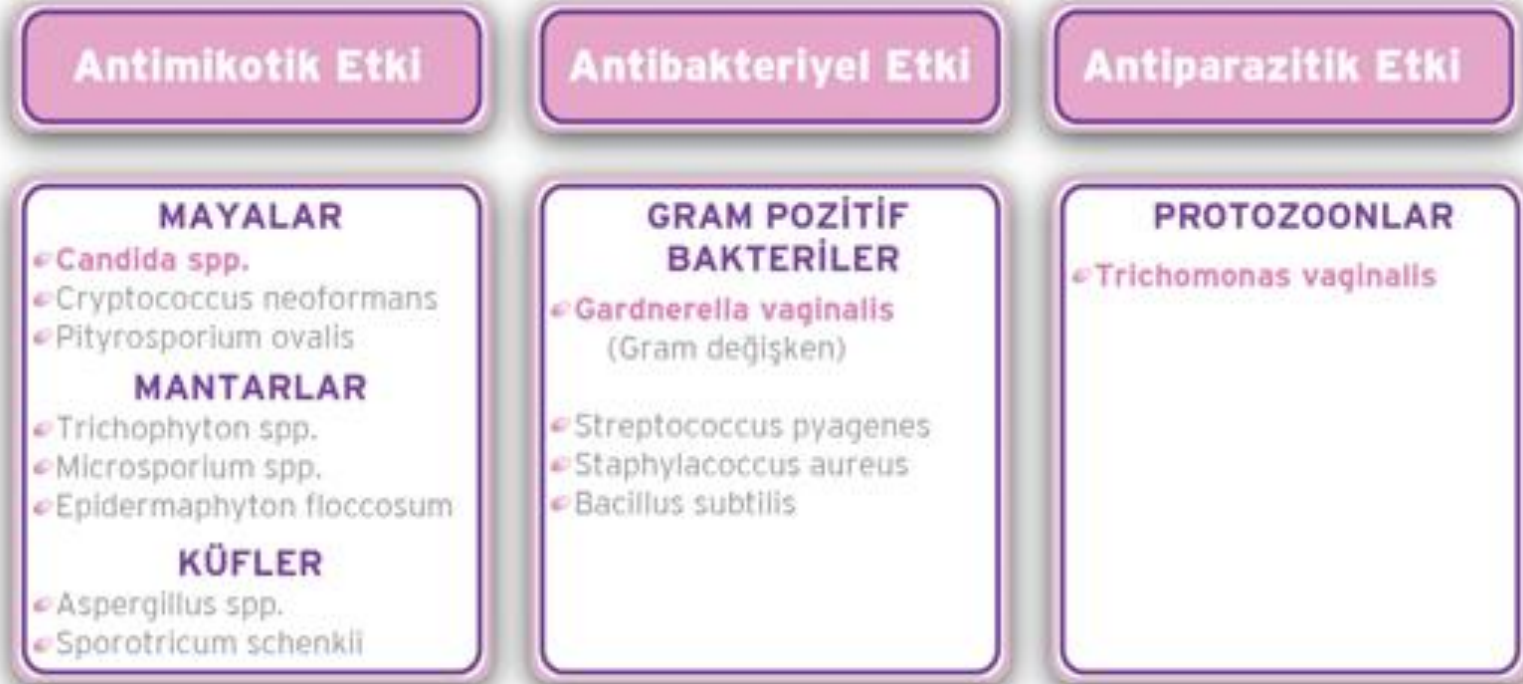 Antimikotik Etki
Antibakteriyel Etki
Antiparazitik Etki
MAYALAR
Candida spp.
Cryptococcus neoformans
Pityrosporium ovalis
MANTARLAR
Trichophyton spp.
Microsporium spp.
Epidermaphyton floccosum
KÜFLER
Aspergillus spp.
Sporotricum schenkii
GRAM POZİTİF
BAKTERİLER
Gardnerella vaginalis
(Gram değişken)
Streptococcus pyagenes
Staphylacoccus aureus
Bacillus subtilis
PROTOZOONLAR
Trichomonas vaginalis